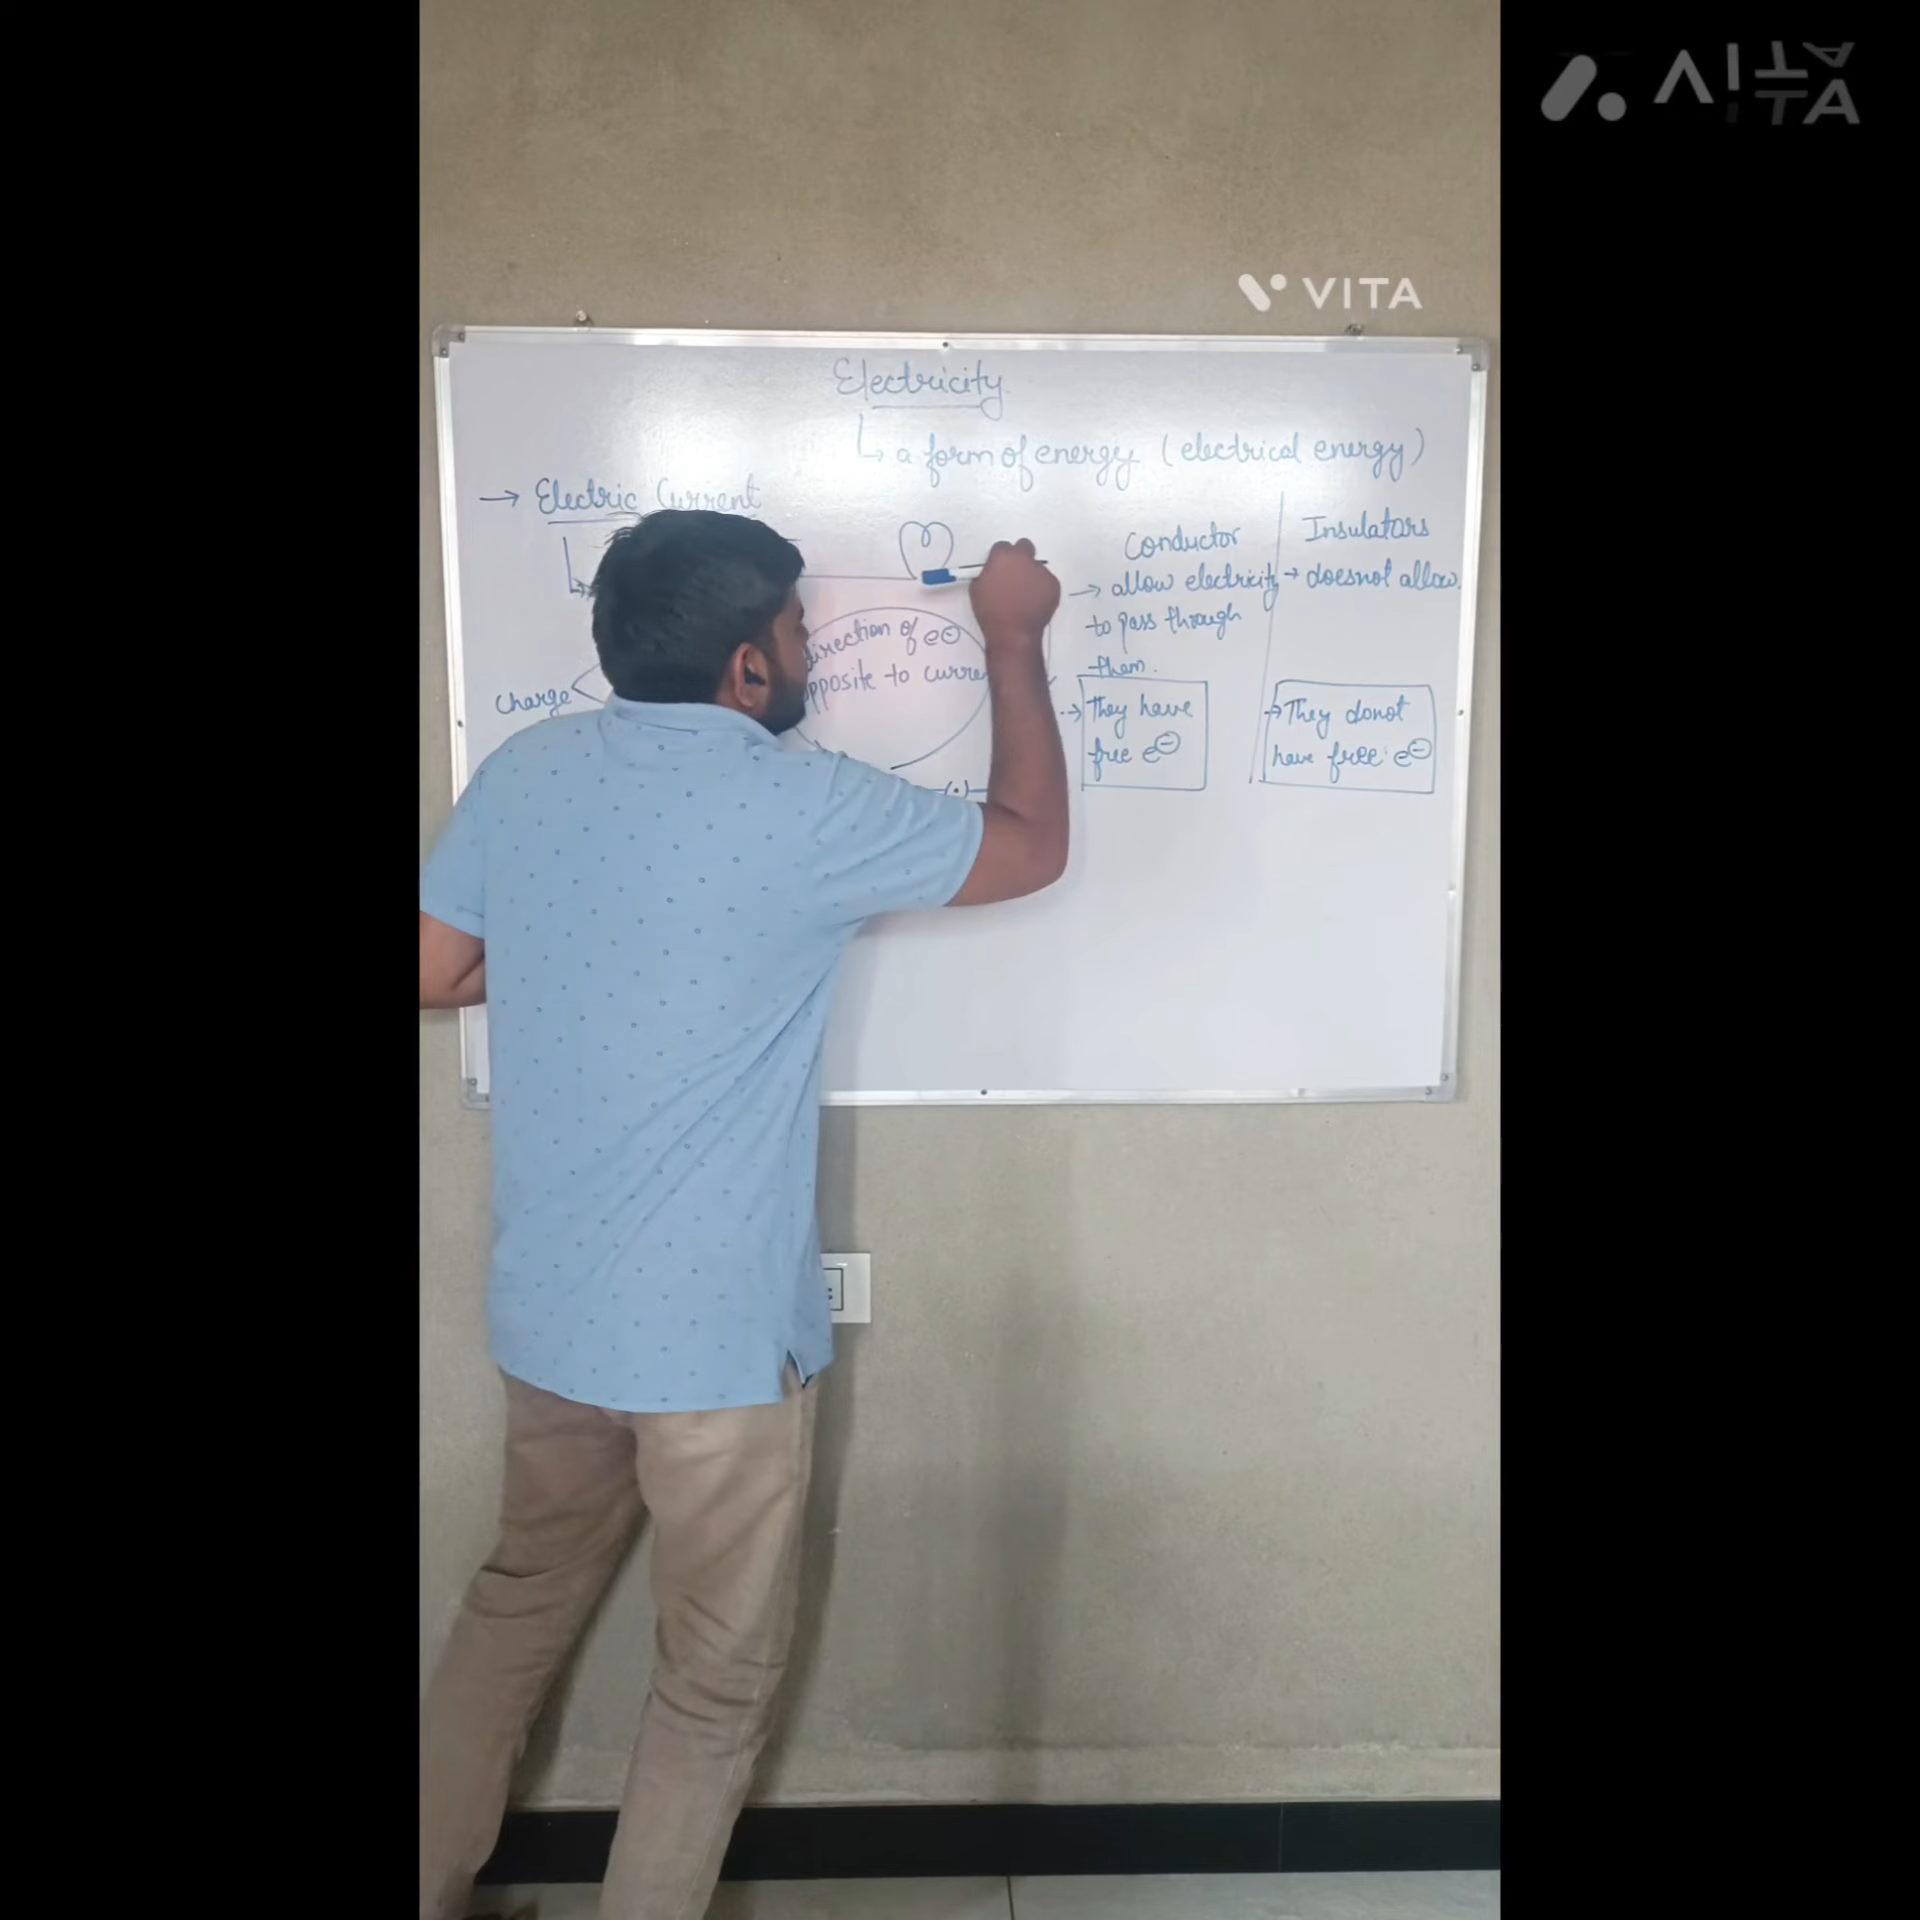 VITA
VITA
Electricity
↳ a form of energy (electrical energy)
→ Electric Current
Conductor
→ allow electricity
to pass through
them.
→ They have
free e⊖
Insulators
→ doesnot allow.
→ They donot
have free e⊖
direction of e⊖
opposite to curre
Charge